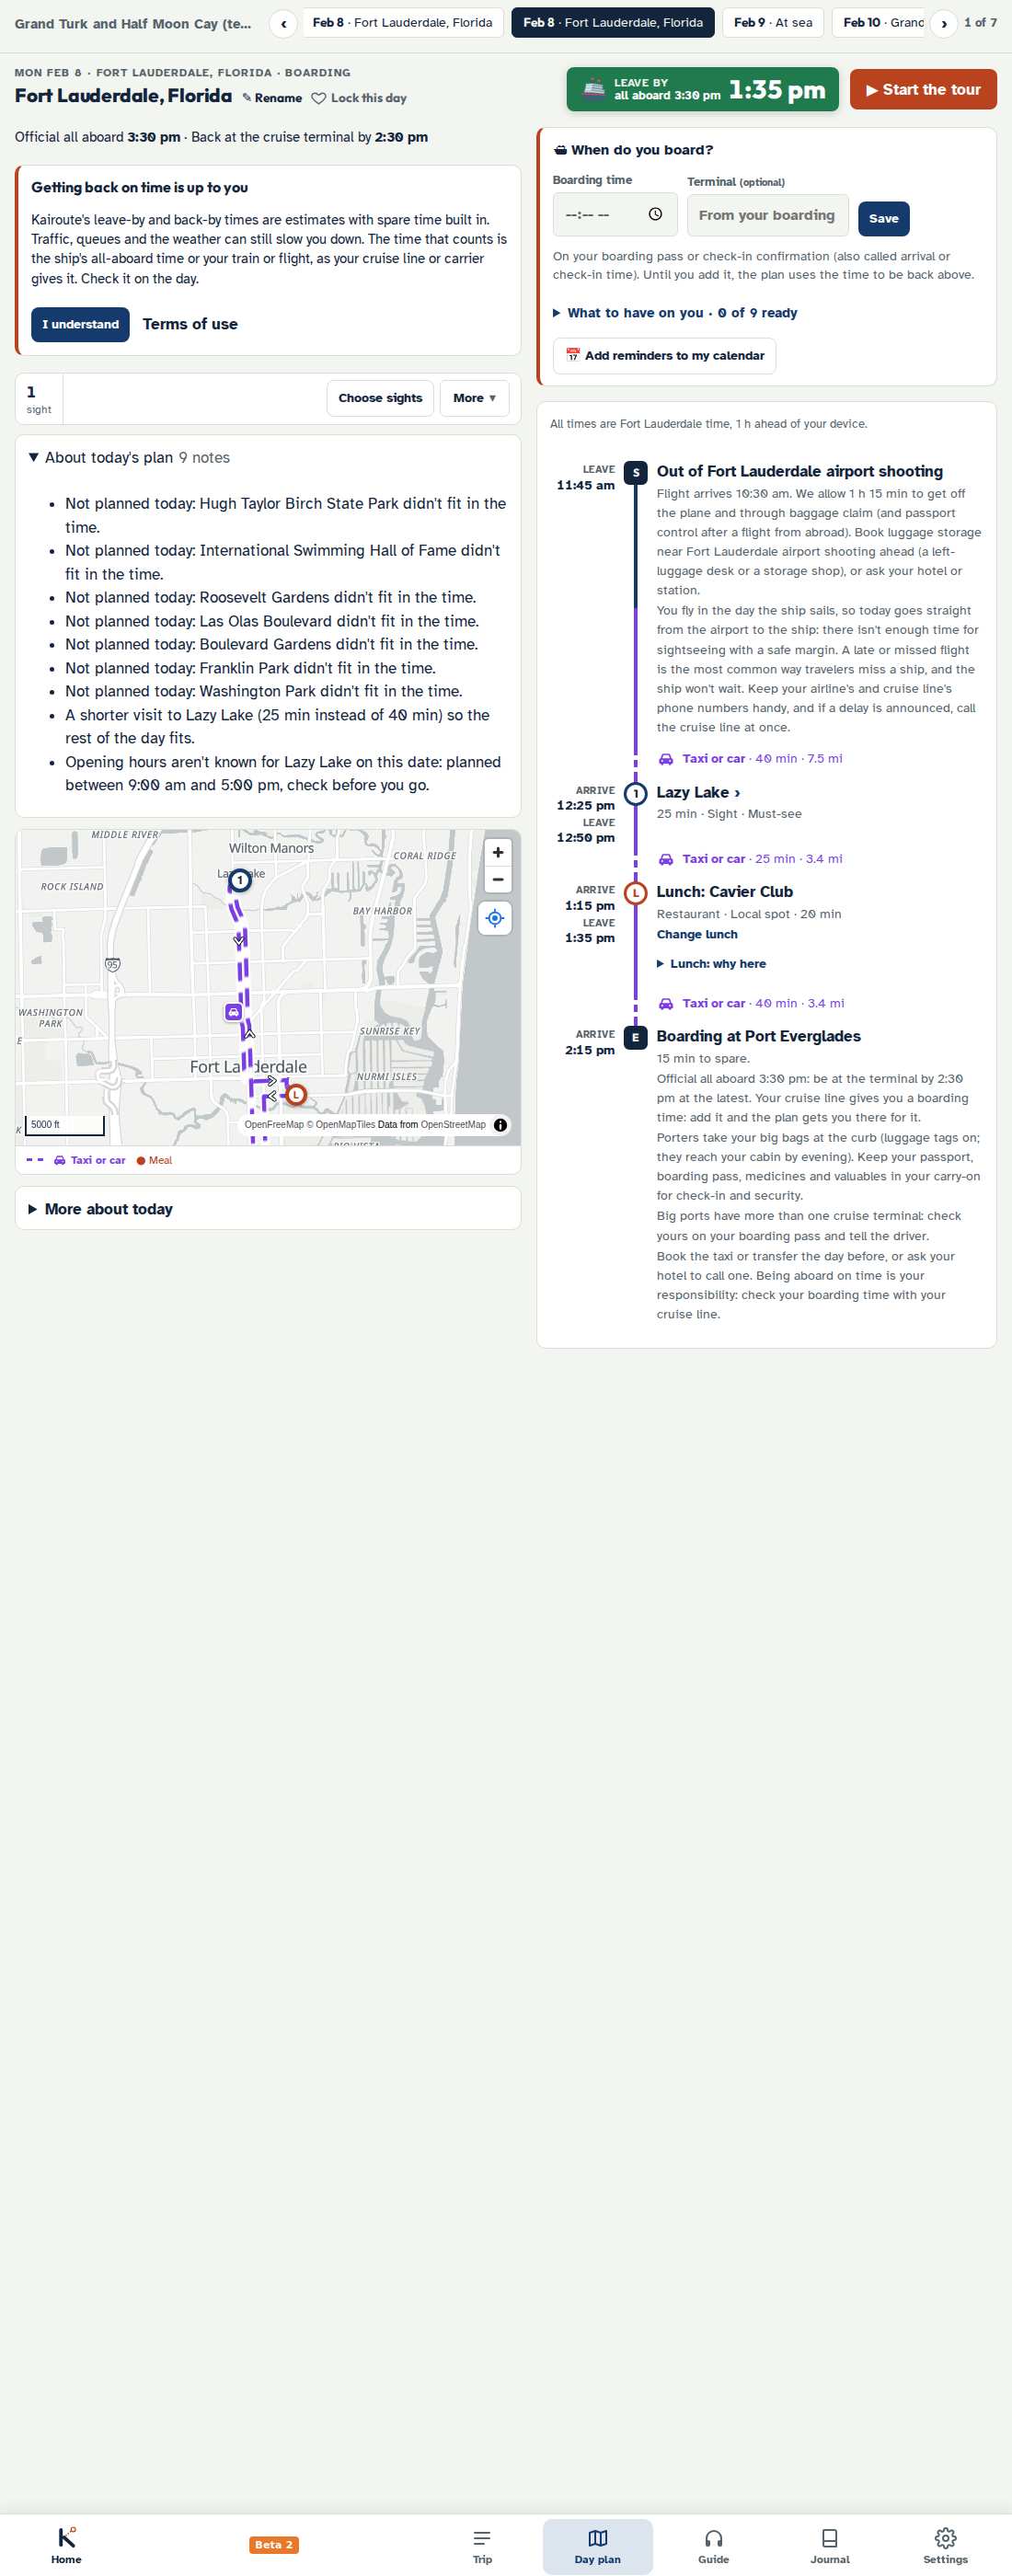 Grand Turk and Half Moon Cay (te...
‹
Feb 8 · Fort Lauderdale, Florida
Feb 8 · Fort Lauderdale, Florida
Feb 9 · At sea
Feb 10 · Grand
›
1 of 7
MON FEB 8 · FORT LAUDERDALE, FLORIDA · BOARDING
Fort Lauderdale, Florida
✎ Rename
Lock this day
LEAVE BY
all aboard 3:30 pm
1:35 pm
▶ Start the tour
Official all aboard 3:30 pm · Back at the cruise terminal by 2:30 pm
Getting back on time is up to you
Kairoute's leave-by and back-by times are estimates with spare time built in.
Traffic, queues and the weather can still slow you down. The time that counts is
the ship's all-aboard time or your train or flight, as your cruise line or carrier
gives it. Check it on the day.
I understand
Terms of use
1
sight
Choose sights
More ▼
▼ About today's plan 9 notes
• Not planned today: Hugh Taylor Birch State Park didn't fit in the
time.
• Not planned today: International Swimming Hall of Fame didn't
fit in the time.
• Not planned today: Roosevelt Gardens didn't fit in the time.
• Not planned today: Las Olas Boulevard didn't fit in the time.
• Not planned today: Boulevard Gardens didn't fit in the time.
• Not planned today: Franklin Park didn't fit in the time.
• Not planned today: Washington Park didn't fit in the time.
• A shorter visit to Lazy Lake (25 min instead of 40 min) so the
rest of the day fits.
• Opening hours aren't known for Lazy Lake on this date: planned
between 9:00 am and 5:00 pm, check before you go.
MIDDLE RIVER
Wilton Manors
CORAL RIDGE
ROCK ISLAND
1
BAY HARBOR
95
WASHINGTON
PARK
SUNRISE KEY
NURMI ISLES
L
5000 ft
OpenFreeMap © OpenMapTiles Data from OpenStreetMap
+
−
Taxi or car
Meal
▶ More about today
When do you board?
Boarding time
Terminal (optional)
--:-- --
From your boarding
Save
On your boarding pass or check-in confirmation (also called arrival or
check-in time). Until you add it, the plan uses the time to be back above.
▶ What to have on you · 0 of 9 ready
Add reminders to my calendar
All times are Fort Lauderdale time, 1 h ahead of your device.
LEAVE
11:45 am
S
Out of Fort Lauderdale airport shooting
Flight arrives 10:30 am. We allow 1 h 15 min to get off
the plane and through baggage claim (and passport
control after a flight from abroad). Book luggage storage
near Fort Lauderdale airport shooting ahead (a left-
luggage desk or a storage shop), or ask your hotel or
station.
You fly in the day the ship sails, so today goes straight
from the airport to the ship: there isn't enough time for
sightseeing with a safe margin. A late or missed flight
is the most common way travelers miss a ship, and the
ship won't wait. Keep your airline's and cruise line's
phone numbers handy, and if a delay is announced, call
the cruise line at once.
Taxi or car · 40 min · 7.5 mi
ARRIVE
12:25 pm
LEAVE
12:50 pm
1
Lazy Lake ›
25 min · Sight · Must-see
Taxi or car · 25 min · 3.4 mi
ARRIVE
1:15 pm
LEAVE
1:35 pm
L
Lunch: Cavier Club
Restaurant · Local spot · 20 min
Change lunch
▶ Lunch: why here
Taxi or car · 40 min · 3.4 mi
ARRIVE
2:15 pm
E
Boarding at Port Everglades
15 min to spare.
Official all aboard 3:30 pm: be at the terminal by 2:30
pm at the latest. Your cruise line gives you a boarding
time: add it and the plan gets you there for it.
Porters take your big bags at the curb (luggage tags on;
they reach your cabin by evening). Keep your passport,
boarding pass, medicines and valuables in your carry-on
for check-in and security.
Big ports have more than one cruise terminal: check
yours on your boarding pass and tell the driver.
Book the taxi or transfer the day before, or ask your
hotel to call one. Being aboard on time is your
responsibility: check your boarding time with your
cruise line.
Home
Beta 2
Trip
Day plan
Guide
Journal
Settings